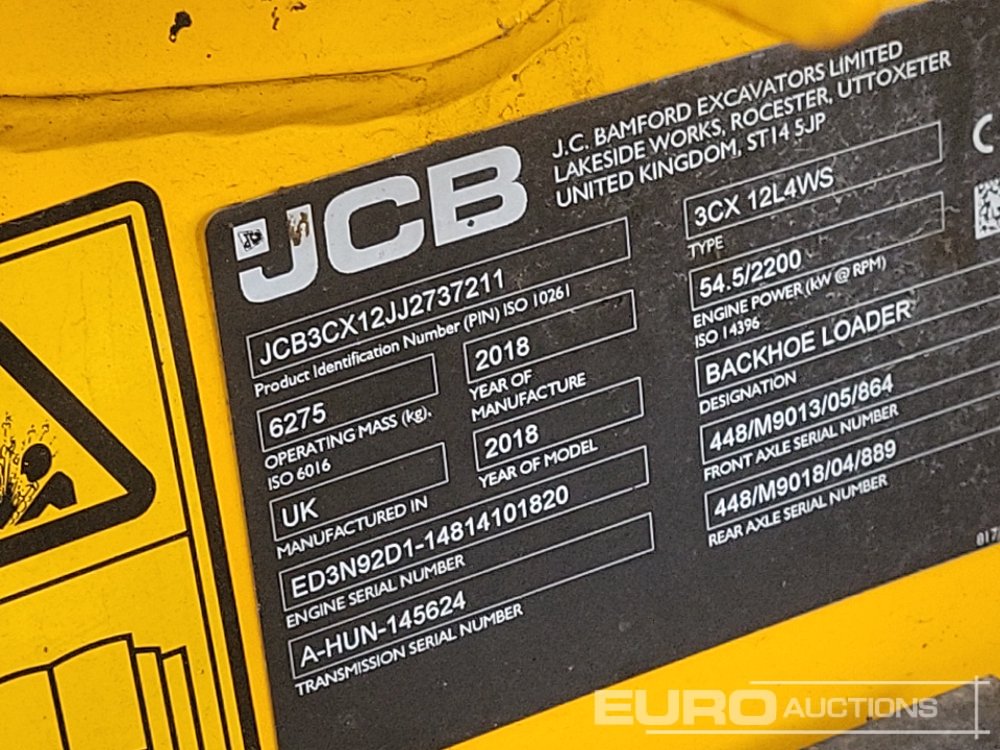 JCB
J.C. BAMFORD EXCAVATORS LIMITED
LAKESIDE WORKS, ROCESTER, UTTOXETER
UNITED KINGDOM, ST14 5JP
JCB3CX12JJ2737211
Product Identification Number (PIN) ISO 10261
6275
OPERATING MASS (kg),
ISO 6016
2018
YEAR OF
MANUFACTURE
UK
MANUFACTURED IN
2018
YEAR OF MODEL
ED3N92D1-14814101820
ENGINE SERIAL NUMBER
A-HUN-145624
TRANSMISSION SERIAL NUMBER
3CX 12L4WS
TYPE
54.5/2200
ENGINE POWER (kW @ RPM)
ISO 14396
BACKHOE LOADER
DESIGNATION
448/M9013/05/864
FRONT AXLE SERIAL NUMBER
448/M9018/04/889
REAR AXLE SERIAL NUMBER
EURO AUCTIONS